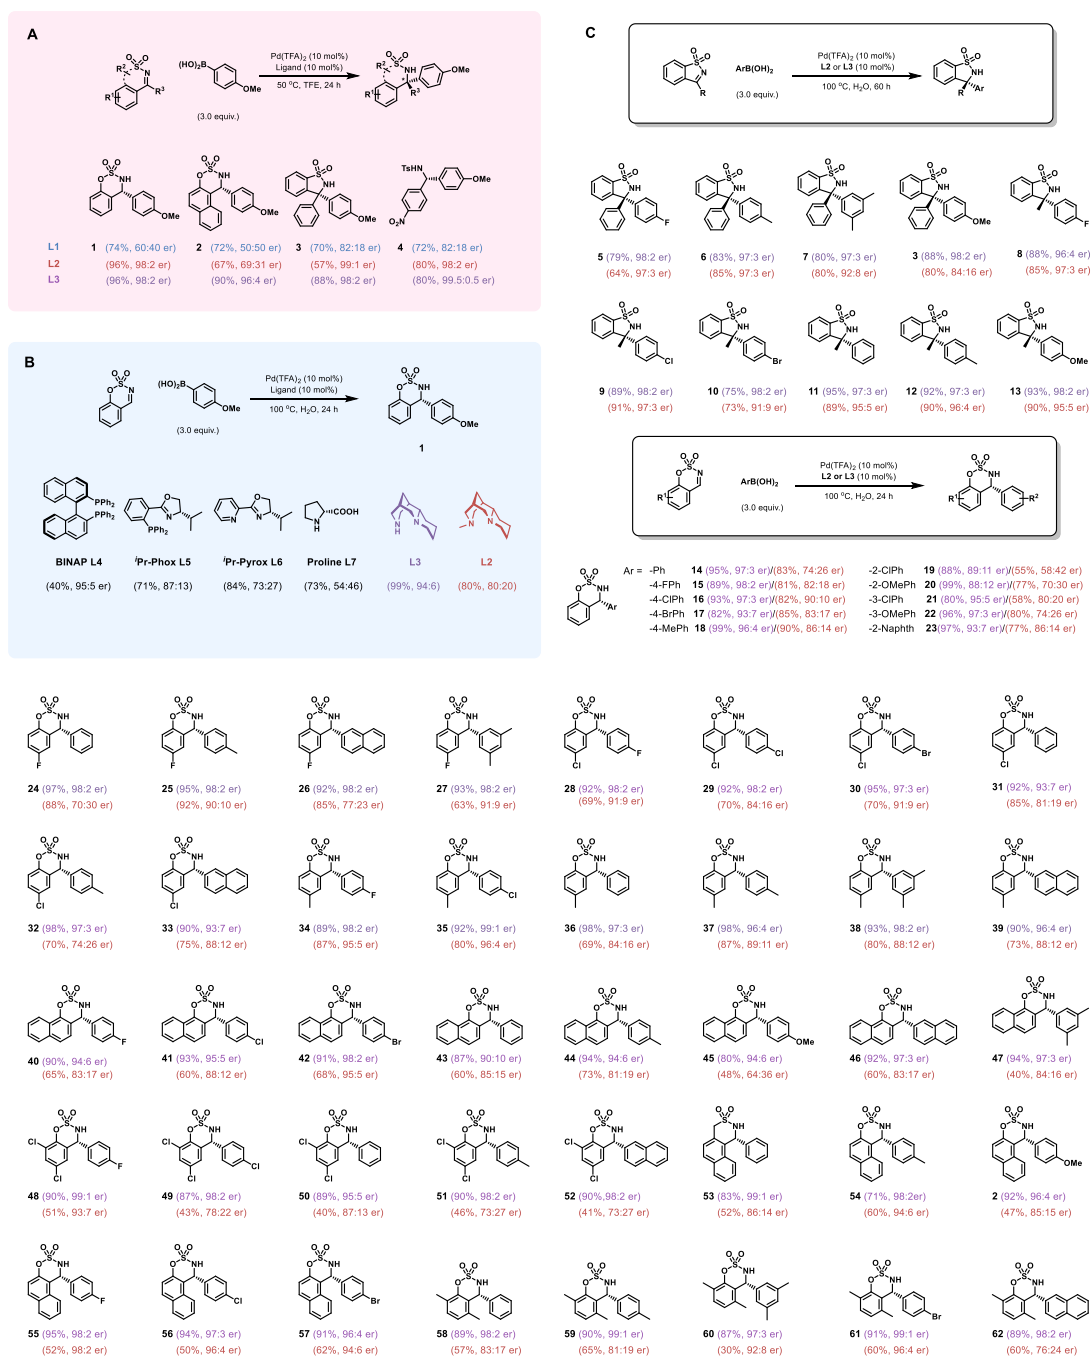 A
Pd(TFA)2 (10 mol%)
Ligand (10 mol%)
50 °C, TFE, 24 h
(HO)2B
OMe
(3.0 equiv.)
L1 1 (74%, 60:40 er) 2 (72%, 50:50 er) 3 (70%, 82:18 er) 4 (72%, 82:18 er)
L2 (96%, 98:2 er) (67%, 69:31 er) (57%, 99:1 er) (80%, 98:2 er)
L3 (96%, 98:2 er) (90%, 96:4 er) (88%, 98:2 er) (80%, 99.5:0.5 er)
B
Pd(TFA)2 (10 mol%)
Ligand (10 mol%)
100 °C, H2O, 24 h
(HO)2B
OMe
(3.0 equiv.)
1
BINAP L4 iPr-Phox L5 iPr-Pyrox L6 Proline L7 L3 L2
(40%, 95:5 er) (71%, 87:13) (84%, 73:27) (73%, 54:46) (99%, 94:6) (80%, 80:20)
C
ArB(OH)2
(3.0 equiv.)
Pd(TFA)2 (10 mol%)
L2 or L3 (10 mol%)
100 °C, H2O, 60 h
5 (79%, 98:2 er) 6 (83%, 97:3 er) 7 (80%, 97:3 er) 3 (88%, 98:2 er) 8 (88%, 96:4 er)
(64%, 97:3 er) (85%, 97:3 er) (80%, 92:8 er) (80%, 84:16 er) (85%, 97:3 er)
9 (89%, 98:2 er) 10 (75%, 98:2 er) 11 (95%, 97:3 er) 12 (92%, 97:3 er) 13 (93%, 98:2 er)
(91%, 97:3 er) (73%, 91:9 er) (89%, 95:5 er) (90%, 96:4 er) (90%, 95:5 er)
ArB(OH)2
(3.0 equiv.)
Pd(TFA)2 (10 mol%)
L2 or L3 (10 mol%)
100 °C, H2O, 24 h
Ar = -Ph 14 (95%, 97:3 er)/(83%, 74:26 er) -2-ClPh 19 (88%, 89:11 er)/(55%, 58:42 er)
-4-FPh 15 (89%, 98:2 er)/(81%, 82:18 er) -2-OMePh 20 (99%, 88:12 er)/(77%, 70:30 er)
-4-ClPh 16 (93%, 97:3 er)/(82%, 90:10 er) -3-ClPh 21 (80%, 95:5 er)/(58%, 80:20 er)
-4-BrPh 17 (82%, 93:7 er)/(85%, 83:17 er) -3-OMePh 22 (96%, 97:3 er)/(80%, 74:26 er)
-4-MePh 18 (99%, 96:4 er)/(90%, 86:14 er) -2-Naphth 23(97%, 93:7 er)/(77%, 86:14 er)
24 (97%, 98:2 er) 25 (95%, 98:2 er) 26 (92%, 98:2 er) 27 (93%, 98:2 er) 28 (92%, 98:2 er) 29 (92%, 98:2 er) 30 (95%, 97:3 er) 31 (92%, 93:7 er)
(88%, 70:30 er) (92%, 90:10 er) (85%, 77:23 er) (63%, 91:9 er) (69%, 91:9 er) (70%, 84:16 er) (70%, 91:9 er) (85%, 81:19 er)
32 (98%, 97:3 er) 33 (90%, 93:7 er) 34 (89%, 98:2 er) 35 (92%, 99:1 er) 36 (98%, 97:3 er) 37 (98%, 96:4 er) 38 (93%, 98:2 er) 39 (90%, 96:4 er)
(70%, 74:26 er) (75%, 88:12 er) (87%, 95:5 er) (80%, 96:4 er) (69%, 84:16 er) (87%, 89:11 er) (80%, 88:12 er) (73%, 88:12 er)
40 (90%, 94:6 er) 41 (93%, 95:5 er) 42 (91%, 98:2 er) 43 (87%, 90:10 er) 44 (94%, 94:6 er) 45 (80%, 94:6 er) 46 (92%, 97:3 er) 47 (94%, 97:3 er)
(65%, 83:17 er) (60%, 88:12 er) (68%, 95:5 er) (60%, 85:15 er) (73%, 81:19 er) (48%, 64:36 er) (60%, 83:17 er) (40%, 84:16 er)
48 (90%, 99:1 er) 49 (87%, 98:2 er) 50 (89%, 95:5 er) 51 (90%, 98:2 er) 52 (90%,98:2 er) 53 (83%, 99:1 er) 54 (71%, 98:2er) 2 (92%, 96:4 er)
(51%, 93:7 er) (43%, 78:22 er) (40%, 87:13 er) (46%, 73:27 er) (41%, 73:27 er) (52%, 86:14 er) (60%, 94:6 er) (47%, 85:15 er)
55 (95%, 98:2 er) 56 (94%, 97:3 er) 57 (91%, 96:4 er) 58 (89%, 98:2 er) 59 (90%, 99:1 er) 60 (87%, 97:3 er) 61 (91%, 99:1 er) 62 (89%, 98:2 er)
(52%, 98:2 er) (50%, 96:4 er) (62%, 94:6 er) (57%, 83:17 er) (65%, 81:19 er) (30%, 92:8 er) (60%, 96:4 er) (60%, 76:24 er)